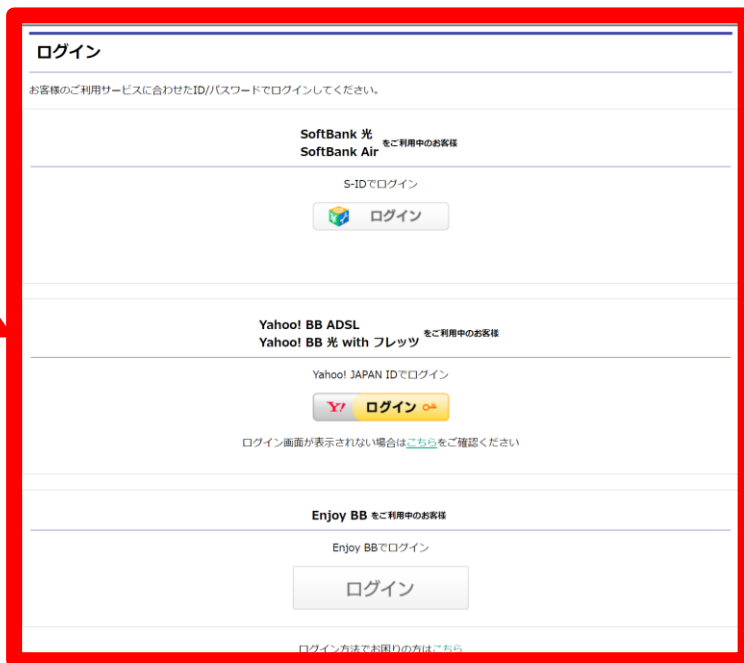 ログイン
お客様のご利用サービスに合わせたID/パスワードでログインしてください。
SoftBank 光
SoftBank Air をご利用中のお客様
S-IDでログイン
ログイン
Yahoo! BB ADSL
Yahoo! BB 光 with フレッツ をご利用中のお客様
Yahoo! JAPAN IDでログイン
Y! ログイン
ログイン画面が表示されない場合はこちらをご確認ください
Enjoy BB をご利用中のお客様
Enjoy BBでログイン
ログイン
ログイン方法でお困りの方はこちら